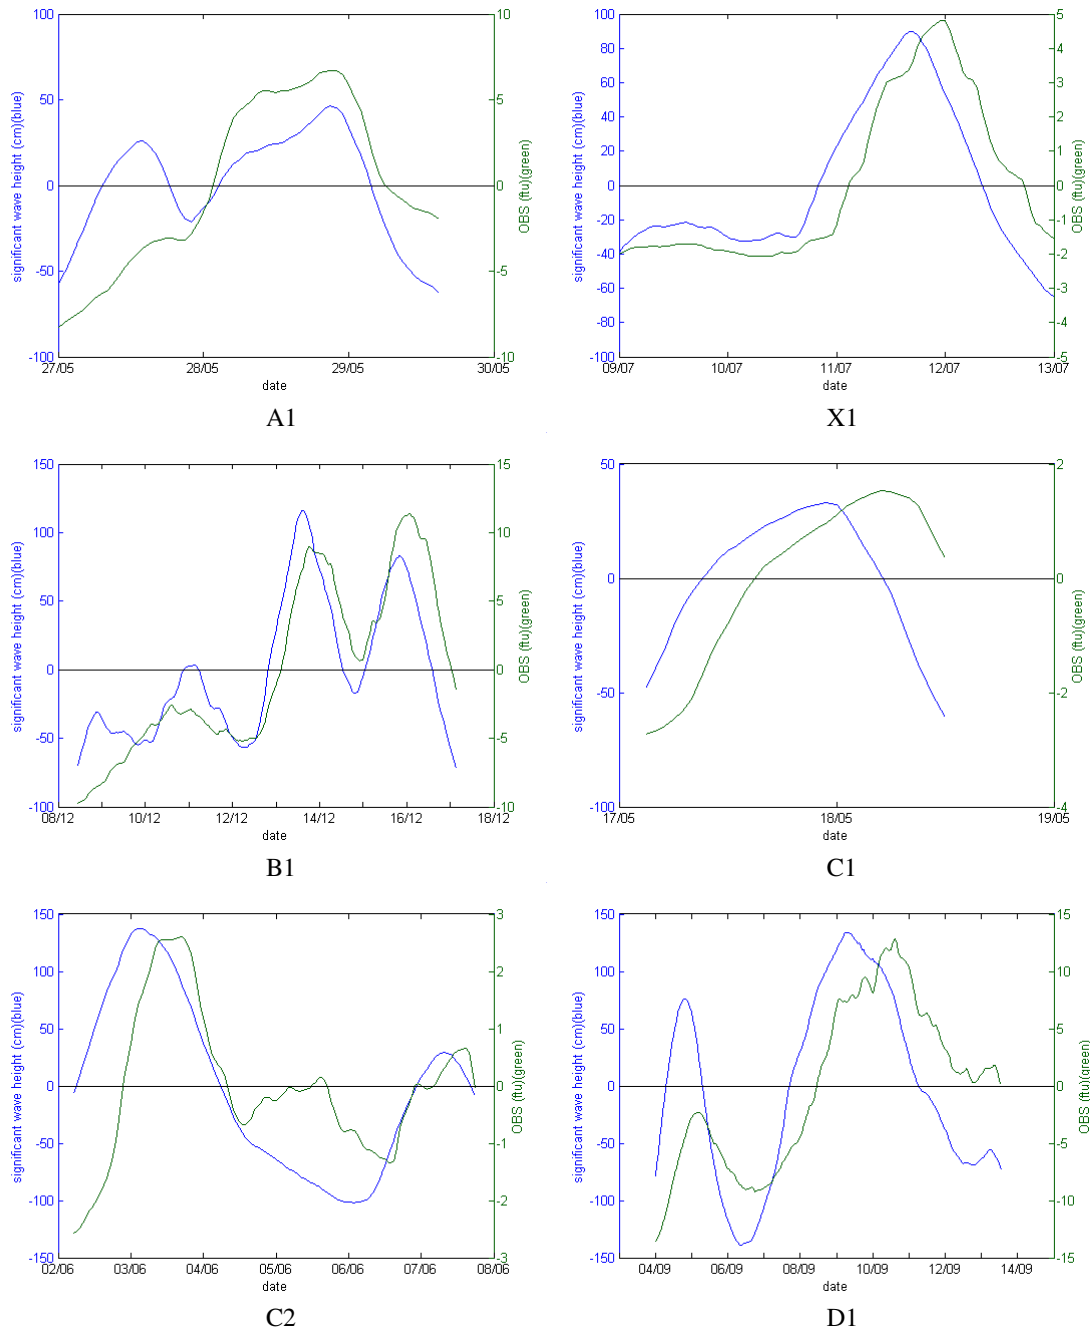 100
50
0
-50
-100
significant wave height (cm)(blue)
10
5
0
-5
-10
OBS (ftu)(green)
27/05 28/05 29/05 30/05
date
A1
100
80
60
40
20
0
-20
-40
-60
-80
-100
significant wave height (cm)(blue)
5
4
3
2
1
0
-1
-2
-3
-4
-5
OBS (ftu)(green)
09/07 10/07 11/07 12/07 13/07
date
X1
150
100
50
0
-50
-100
significant wave height (cm)(blue)
15
10
5
0
-5
-10
OBS (ftu)(green)
08/12 10/12 12/12 14/12 16/12 18/12
date
B1
50
0
-50
-100
significant wave height (cm)(blue)
2
0
-2
-4
OBS (ftu)(green)
17/05 18/05 19/05
date
C1
150
100
50
0
-50
-100
-150
significant wave height (cm)(blue)
3
2
1
0
-1
-2
-3
OBS (ftu)(green)
02/06 03/06 04/06 05/06 06/06 07/06 08/06
date
C2
150
100
50
0
-50
-100
-150
significant wave height (cm)(blue)
15
10
5
0
-5
-10
-15
OBS (ftu)(green)
04/09 06/09 08/09 10/09 12/09 14/09
date
D1